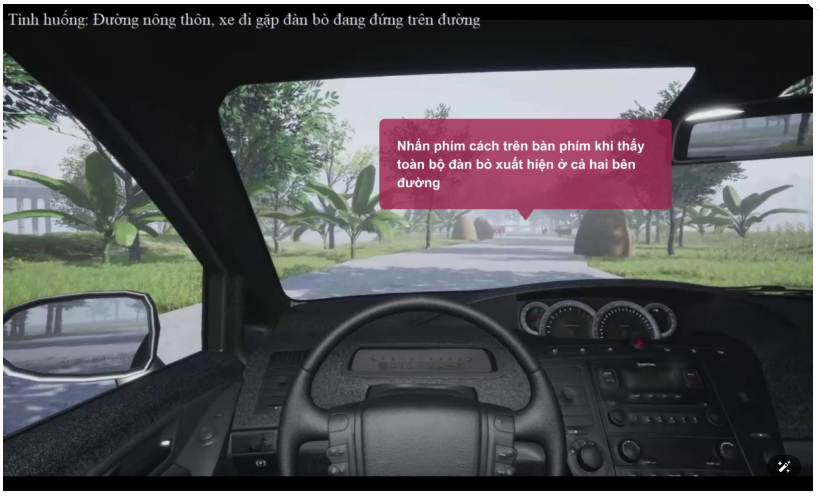 Tình huống: Đường nông thôn, xe đi gặp đàn bò đang đứng trên đường
Nhấn phím cách trên bàn phím khi thấy
toàn bộ đàn bò xuất hiện ở cả hai bên
đường